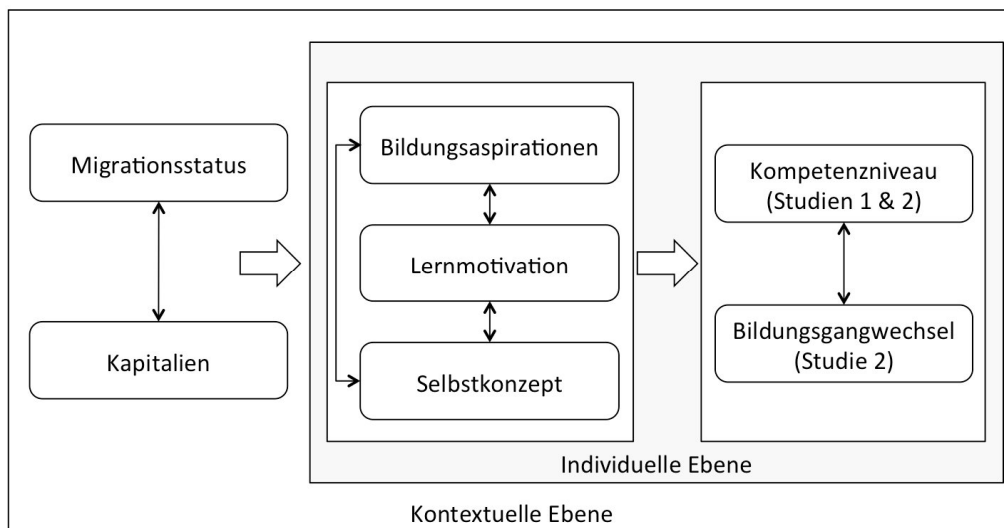 Migrationsstatus
Kapitalien
Bildungsaspirationen
Lernmotivation
Selbstkonzept
Kompetenzniveau
(Studien 1 & 2)
Bildungsgangwechsel
(Studie 2)
Individuelle Ebene
Kontextuelle Ebene